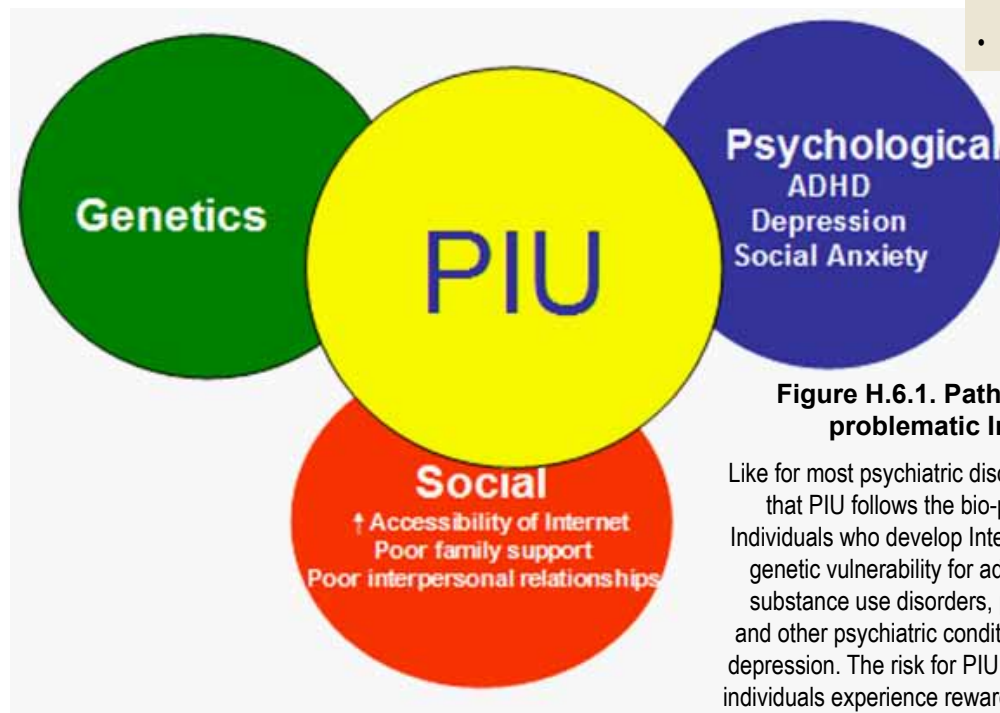 Genetics
PIU
Psychological
ADHD
Depression
Social Anxiety
Social
↑ Accessibility of Internet
Poor family support
Poor interpersonal relationships
•
Figure H.6.1. Path
problematic I
Like for most psychiatric diso
that PIU follows the bio-p
Individuals who develop Inte
genetic vulnerability for ad
substance use disorders,
and other psychiatric condit
depression. The risk for PIU
individuals experience rewar